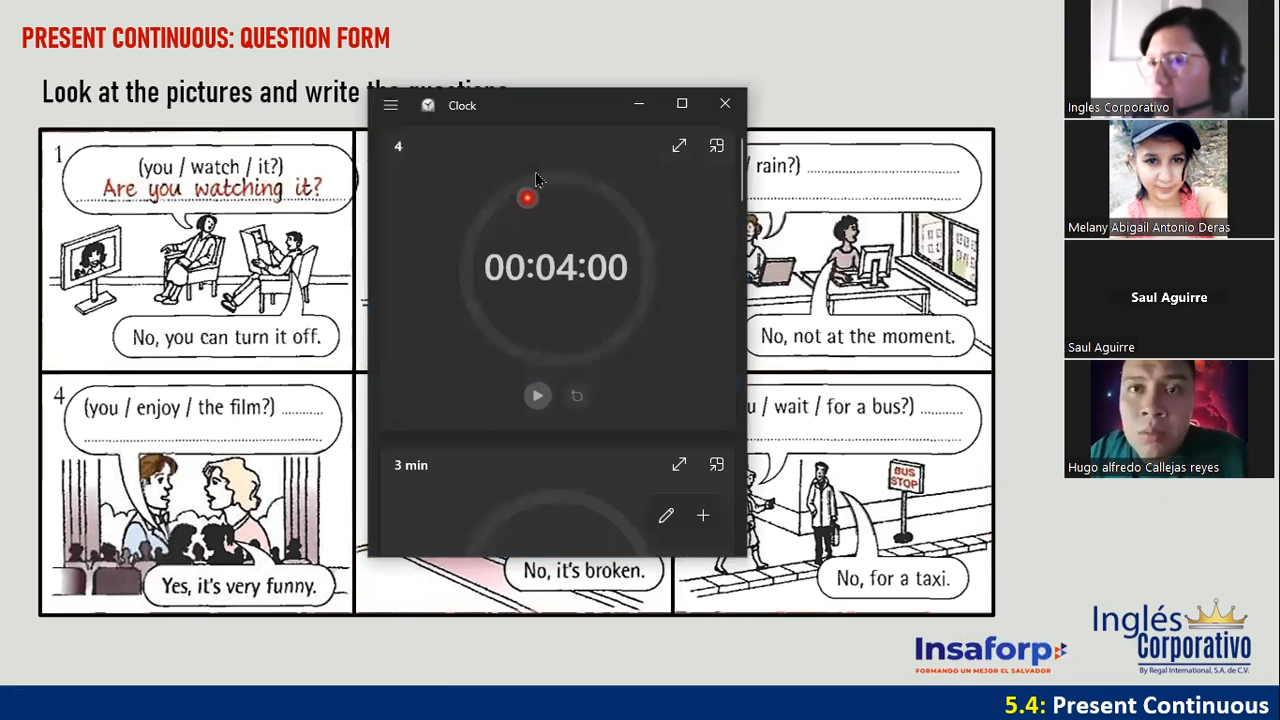 PRESENT CONTINUOUS: QUESTION FORM
Look at the pictures and write the questions
Clock
4
00:04:00
3 min
1
(you / watch / it?)
Are you watching it?
No, you can turn it off.
/ rain?)
No, not at the moment.
4
(you / enjoy / the film?)
Yes, it's very funny.
No, it's broken.
/ wait / for a bus?)
BUS
STOP
No, for a taxi.
Ingles Corporativo
Melany Abigail Antonio Deras
Saul Aguirre
Saul Aguirre
Hugo alfredo Callejas reyes
Insaforp
FORMANDO UN MEJOR EL SALVADOR
Inglés
Corporativo
By Regal International, S.A. de C.V.
5.4: Present Continuous